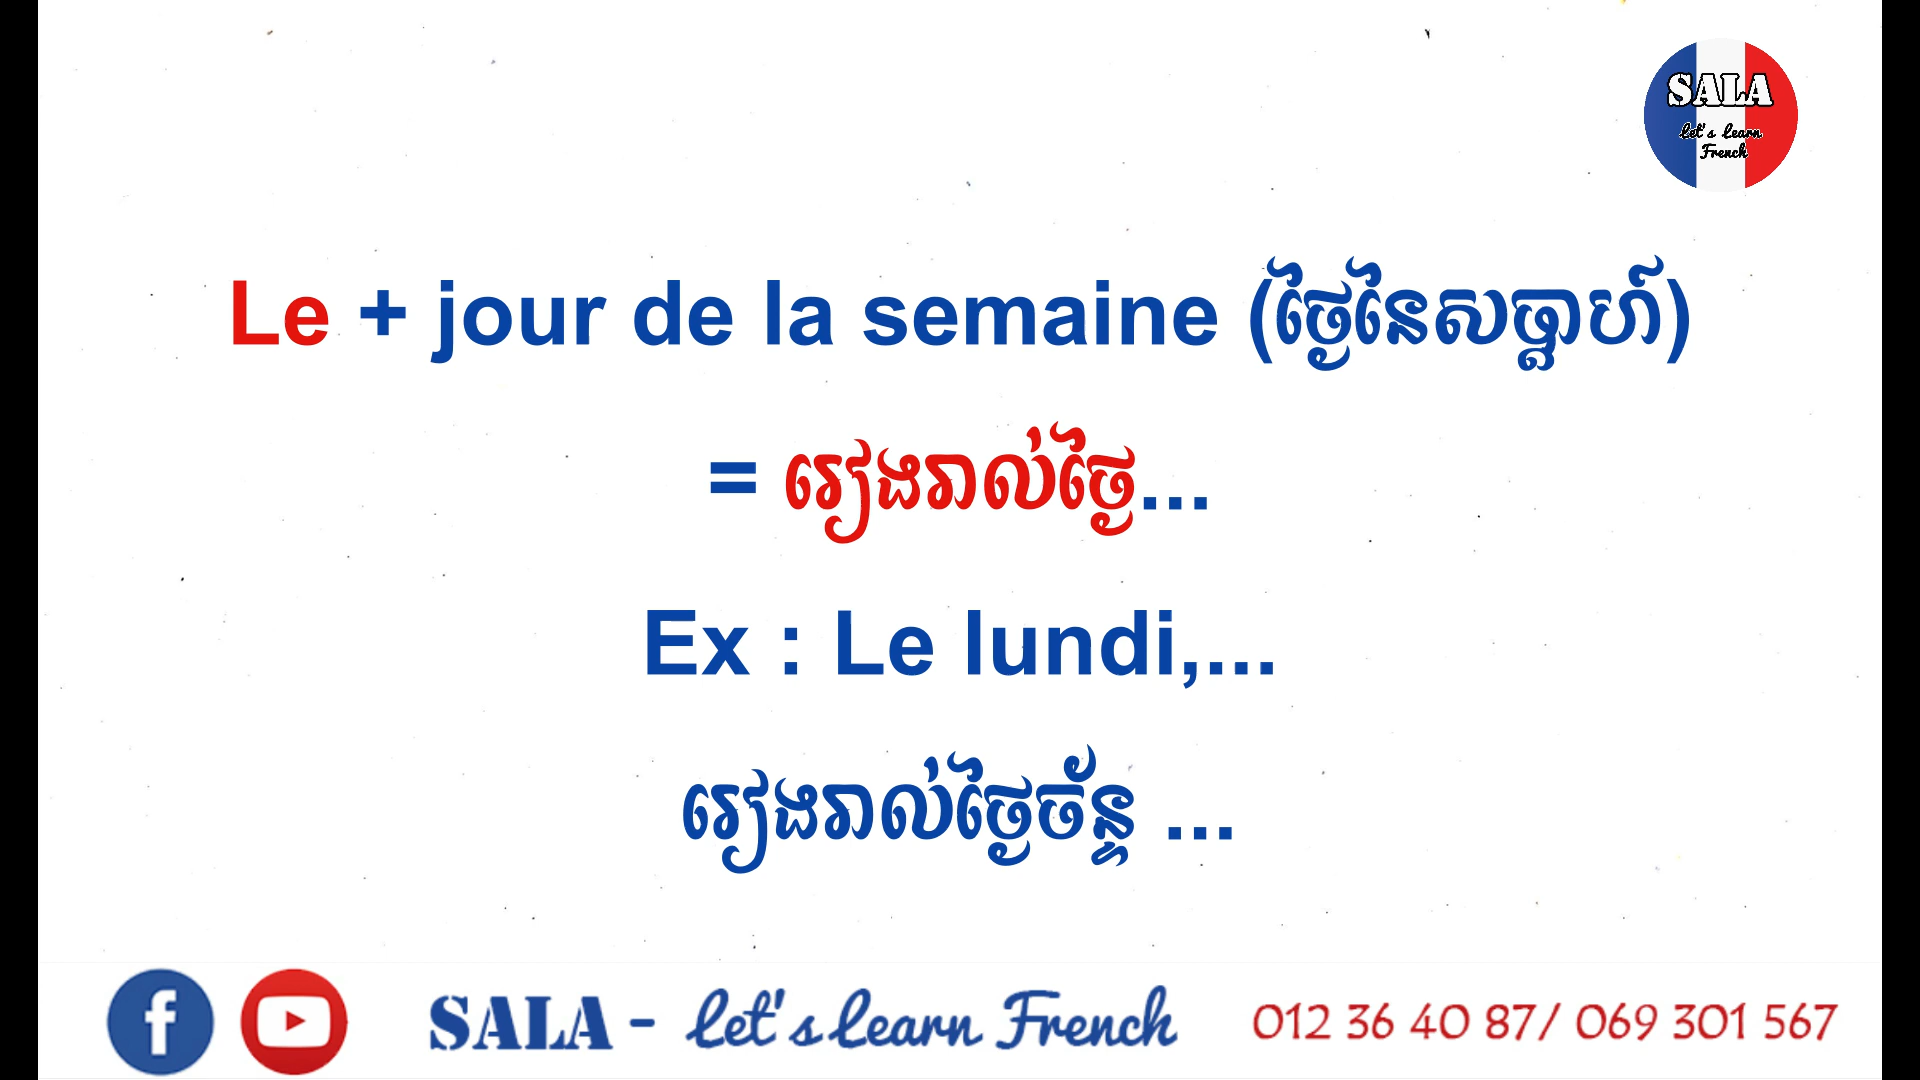 SALA
Let's Learn
French
Le + jour de la semaine (ថ្ងៃនៃសប្តាហ៍)
= រៀងរាល់ថ្ងៃ...
Ex : Le lundi,...
រៀងរាល់ថ្ងៃច័ន្ទ ...
SALA - Let's Learn French 012 36 40 87/ 069 301 567